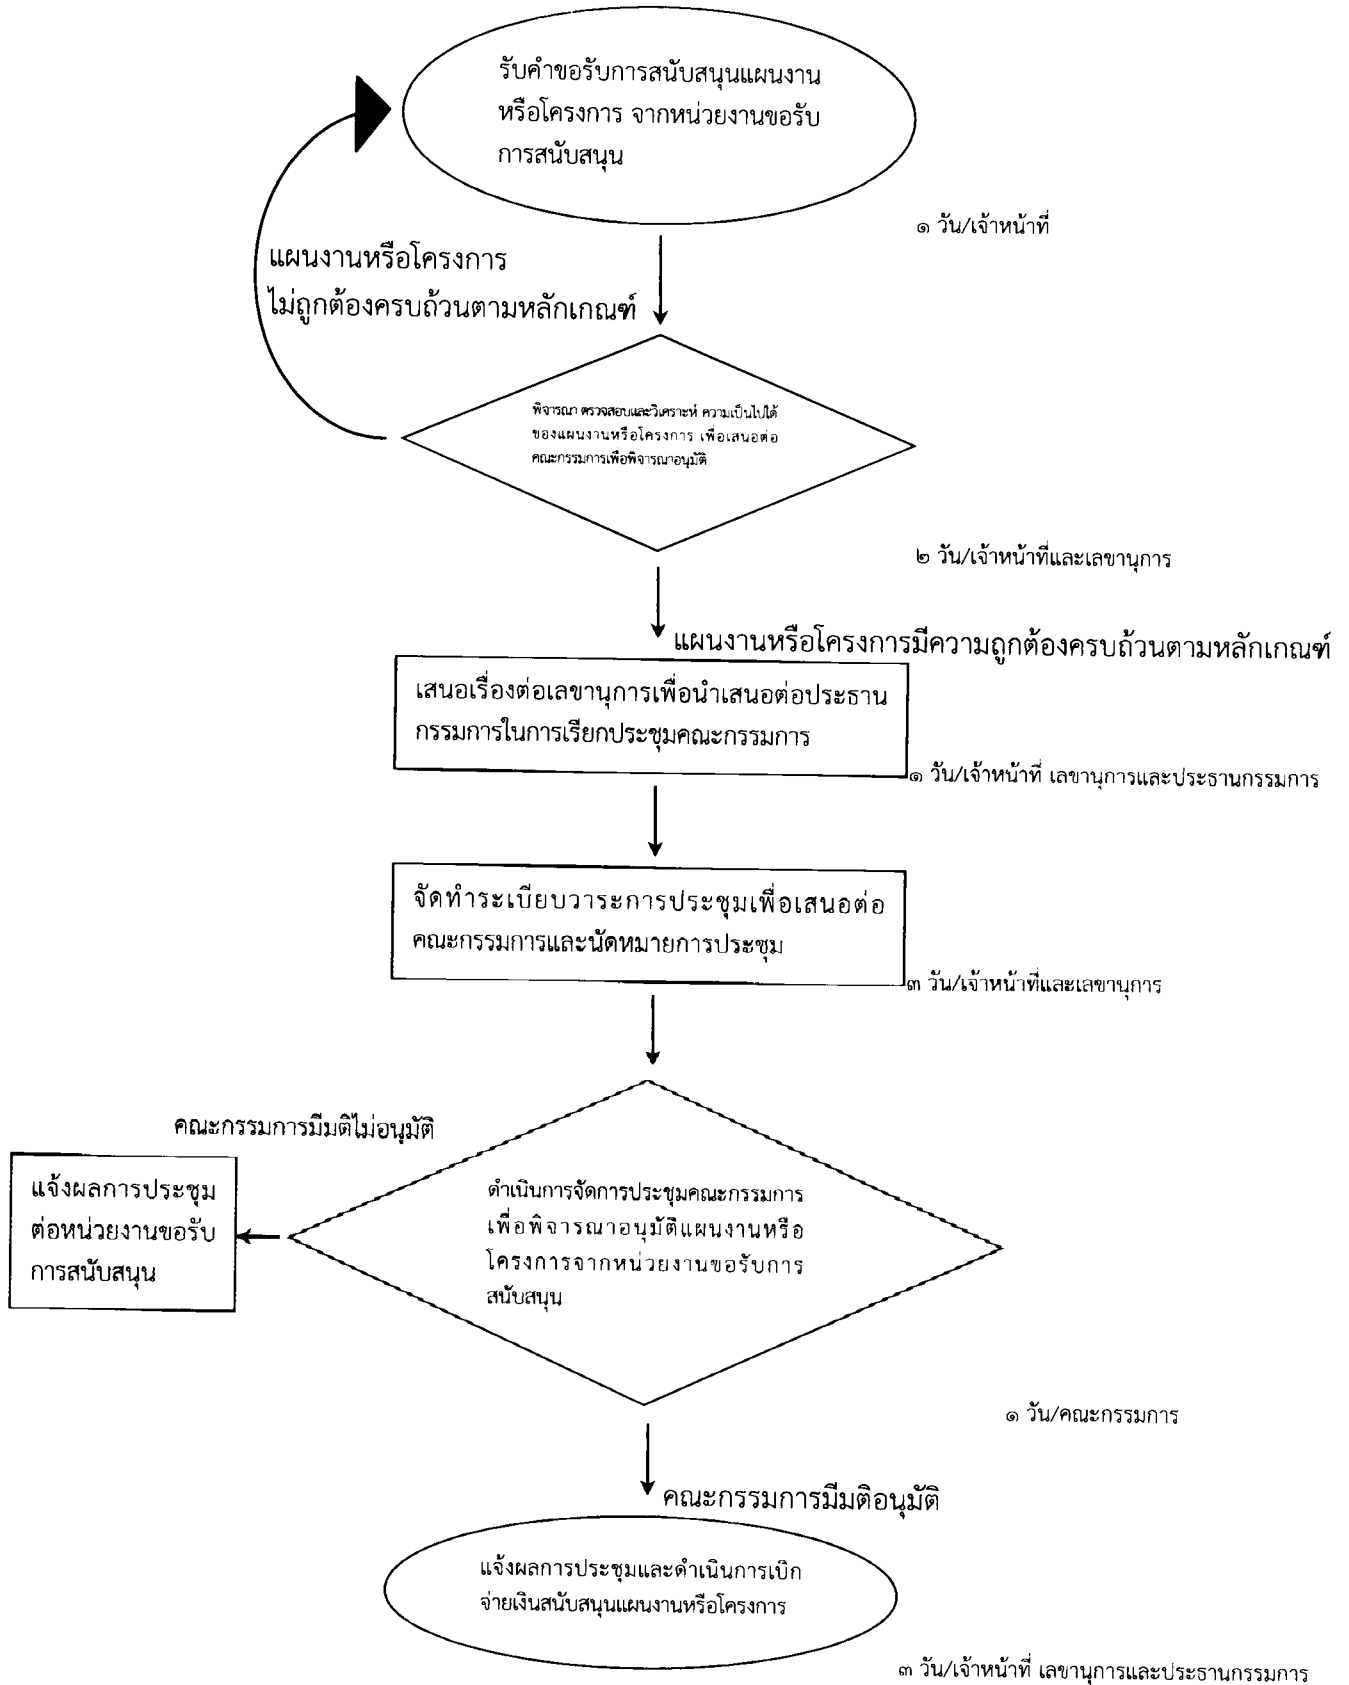 รับคำขอรับการสนับสนุนแผนงาน
หรือโครงการ จากหน่วยงานขอรับ
การสนับสนุน
๑ วัน/เจ้าหน้าที่
แผนงานหรือโครงการ
ไม่ถูกต้องครบถ้วนตามหลักเกณฑ์
พิจารณา ตรวจสอบและวิเคราะห์ ความเป็นไปได้
ของแผนงานหรือโครงการ เพื่อเสนอต่อ
คณะกรรมการเพื่อพิจารณาอนุมัติ
๒ วัน/เจ้าหน้าที่และเลขานุการ
แผนงานหรือโครงการมีความถูกต้องครบถ้วนตามหลักเกณฑ์
เสนอเรื่องต่อเลขานุการเพื่อนำเสนอต่อประธาน
กรรมการในการเรียกประชุมคณะกรรมการ
๑ วัน/เจ้าหน้าที่ เลขานุการและประธานกรรมการ
จัดทำระเบียบวาระการประชุมเพื่อเสนอต่อ
คณะกรรมการและนัดหมายการประชุม
๓ วัน/เจ้าหน้าที่และเลขานุการ
คณะกรรมการมีมติไม่อนุมัติ
แจ้งผลการประชุม
ต่อหน่วยงานขอรับ
การสนับสนุน
ดำเนินการจัดการประชุมคณะกรรมการ
เพื่อพิจารณาอนุมัติแผนงานหรือ
โครงการจากหน่วยงานขอรับการ
สนับสนุน
๑ วัน/คณะกรรมการ
คณะกรรมการมีมติอนุมัติ
แจ้งผลการประชุมและดำเนินการเบิก
จ่ายเงินสนับสนุนแผนงานหรือโครงการ
๓ วัน/เจ้าหน้าที่ เลขานุการและประธานกรรมการ